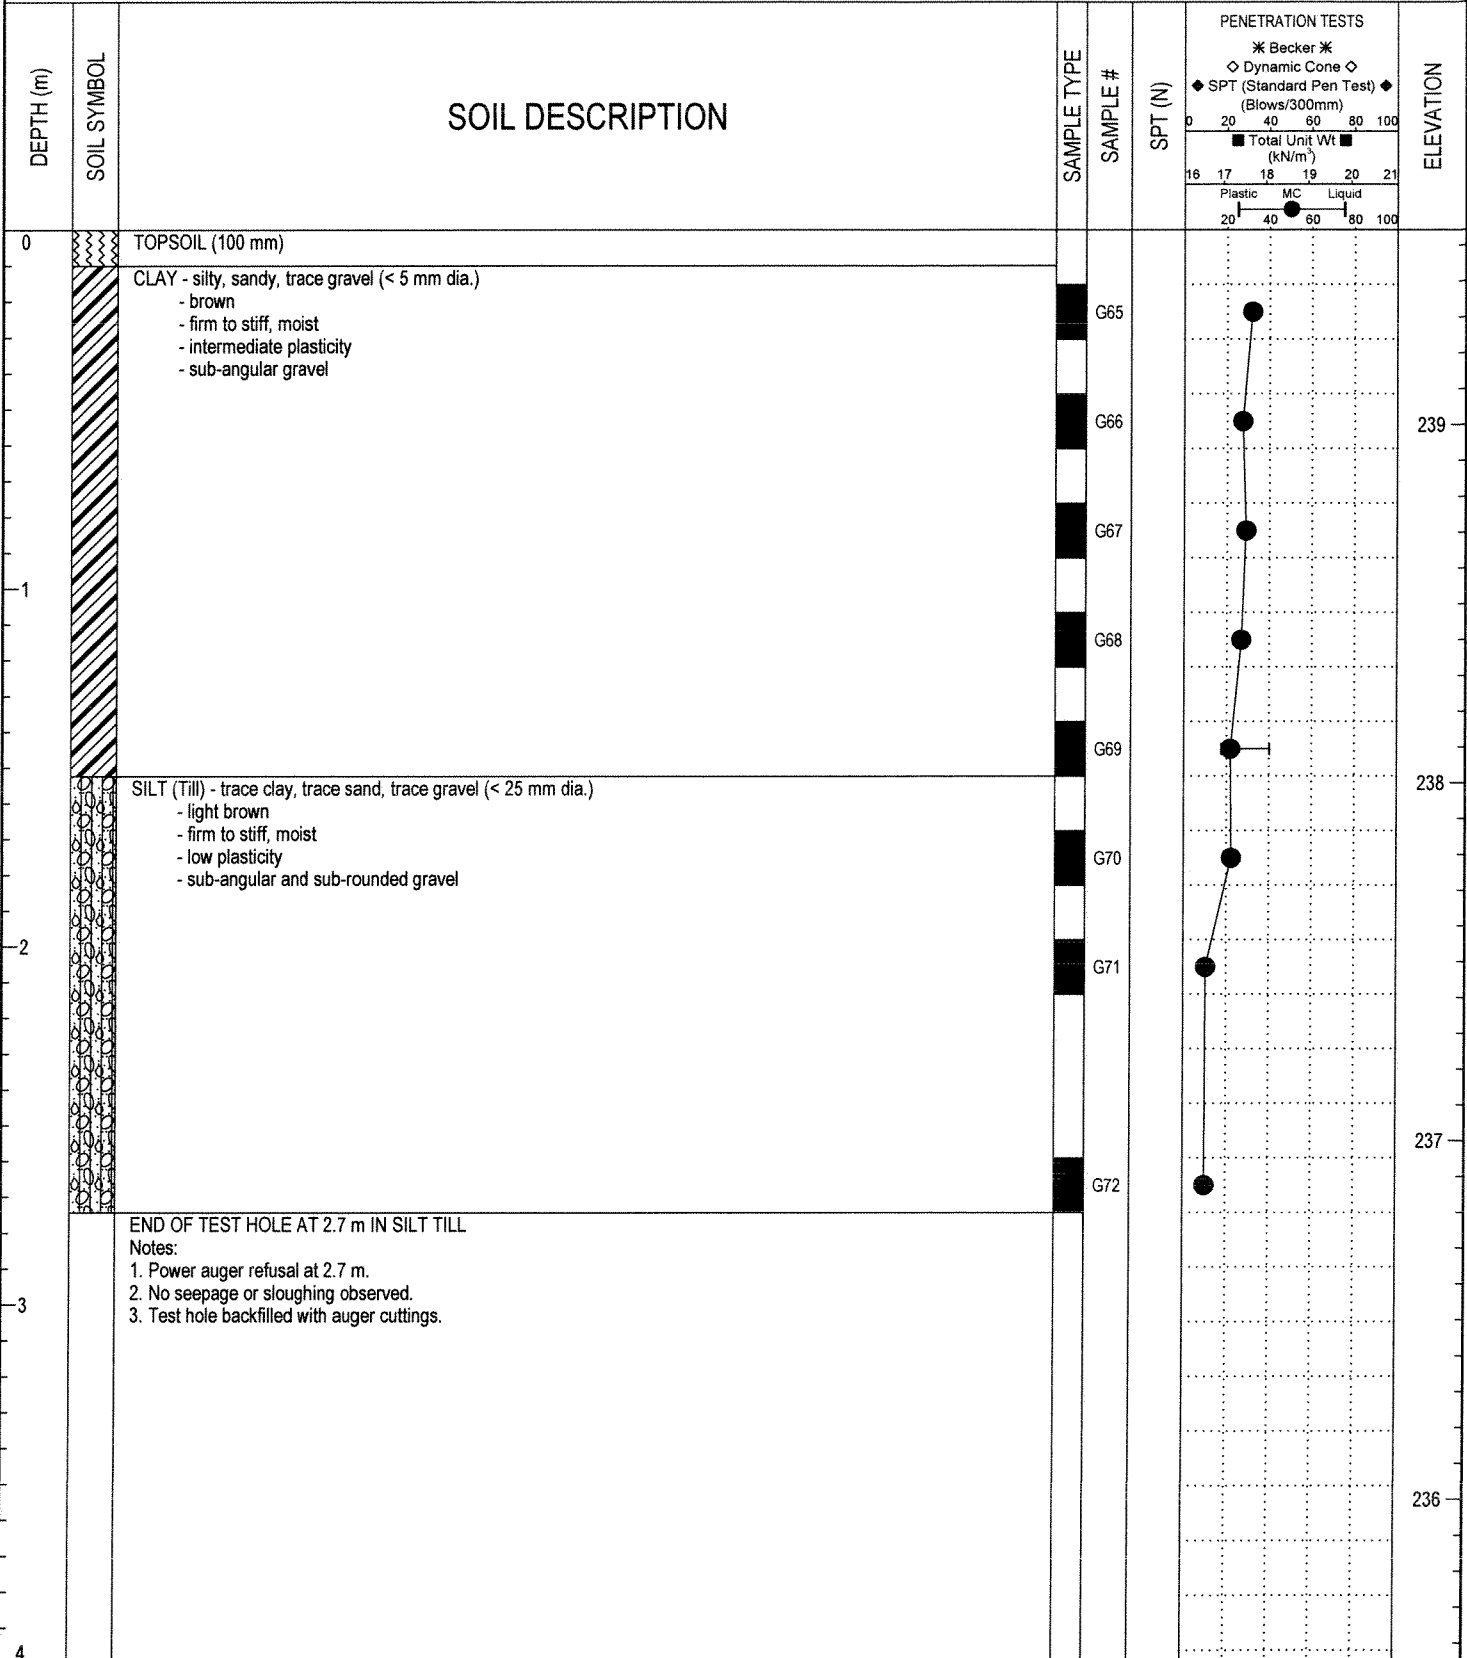 DEPTH (m)
SOIL SYMBOL
SOIL DESCRIPTION
SAMPLE TYPE
SAMPLE #
SPT (N)
PENETRATION TESTS
✳ Becker ✳
◇ Dynamic Cone ◇
◆ SPT (Standard Pen Test) ◆
(Blows/300mm)
0 20 40 60 80 100
■ Total Unit Wt ■
(kN/m³)
16 17 18 19 20 21
Plastic MC Liquid
20 40 60 80 100
ELEVATION
0
TOPSOIL (100 mm)
CLAY - silty, sandy, trace gravel (< 5 mm dia.)
- brown
- firm to stiff, moist
- intermediate plasticity
- sub-angular gravel
G65
G66
239
G67
1
G68
G69
238
SILT (Till) - trace clay, trace sand, trace gravel (< 25 mm dia.)
- light brown
- firm to stiff, moist
- low plasticity
- sub-angular and sub-rounded gravel
G70
2
G71
237
G72
END OF TEST HOLE AT 2.7 m IN SILT TILL
Notes:
1. Power auger refusal at 2.7 m.
2. No seepage or sloughing observed.
3. Test hole backfilled with auger cuttings.
3
236
4